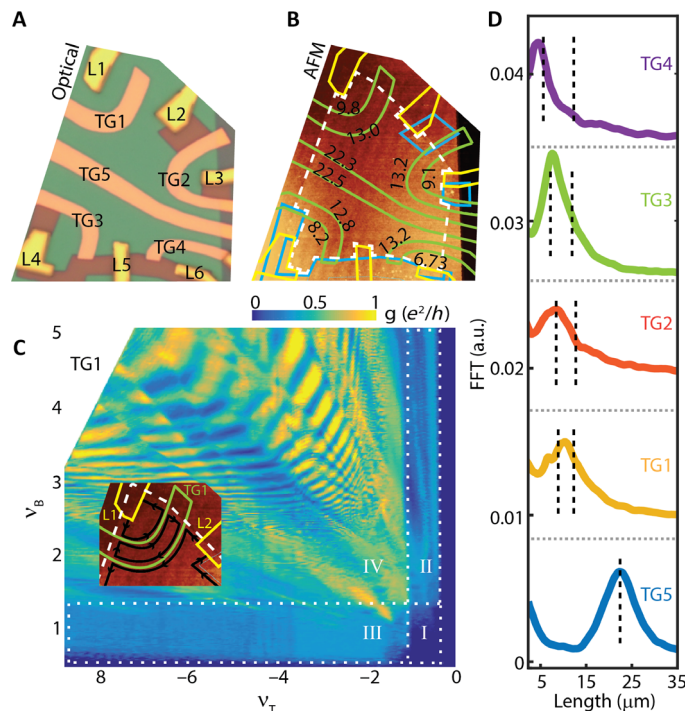 A
Optical
L1
TG1
L2
TG5
TG2
L3
TG3
TG4
L4
L5
L6
B
AFM
9.8
13.0
22.3
22.5
13.2
9.1
12.8
8.2
13.2
6.73
0 0.5 1 g (e²/h)
C
TG1
5
4
3
2
1
ν_B
L1
TG1
L2
IV
II
III
I
−8 −6 −4 −2 0
ν_T
D
TG4
0.04
TG3
0.03
TG2
0.02
FFT (a.u.)
TG1
0.01
TG5
0
5 15 25 35
Length (μm)